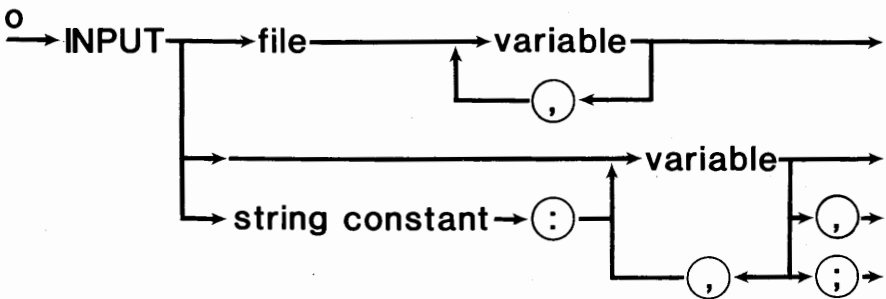 o
INPUT file variable
,
variable
string constant : ,
, ;